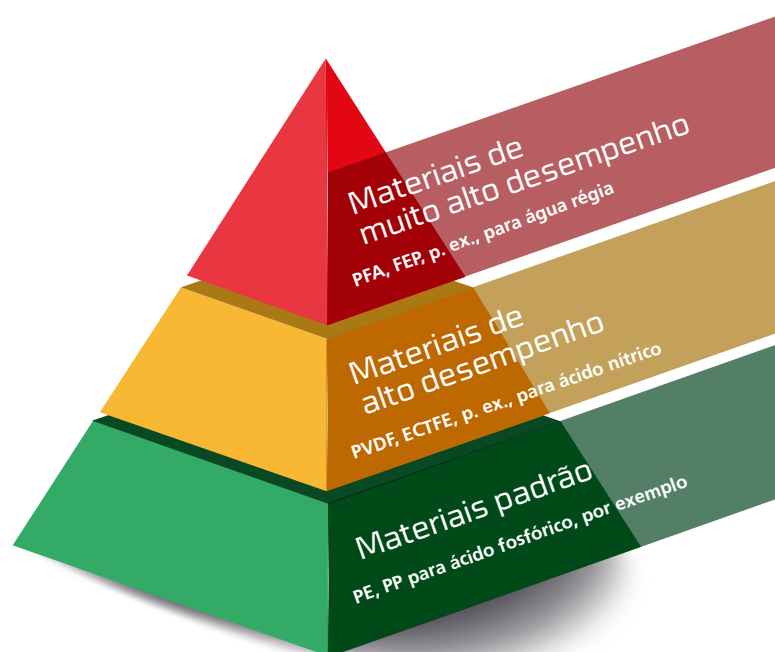 Materiais de
muito alto desempenho
PFA, FEP, p. ex., para água régia
Materiais de
alto desempenho
PVDF, ECTFE, p. ex., para ácido nítrico
Materiais padrão
PE, PP para ácido fosfórico, por exemplo